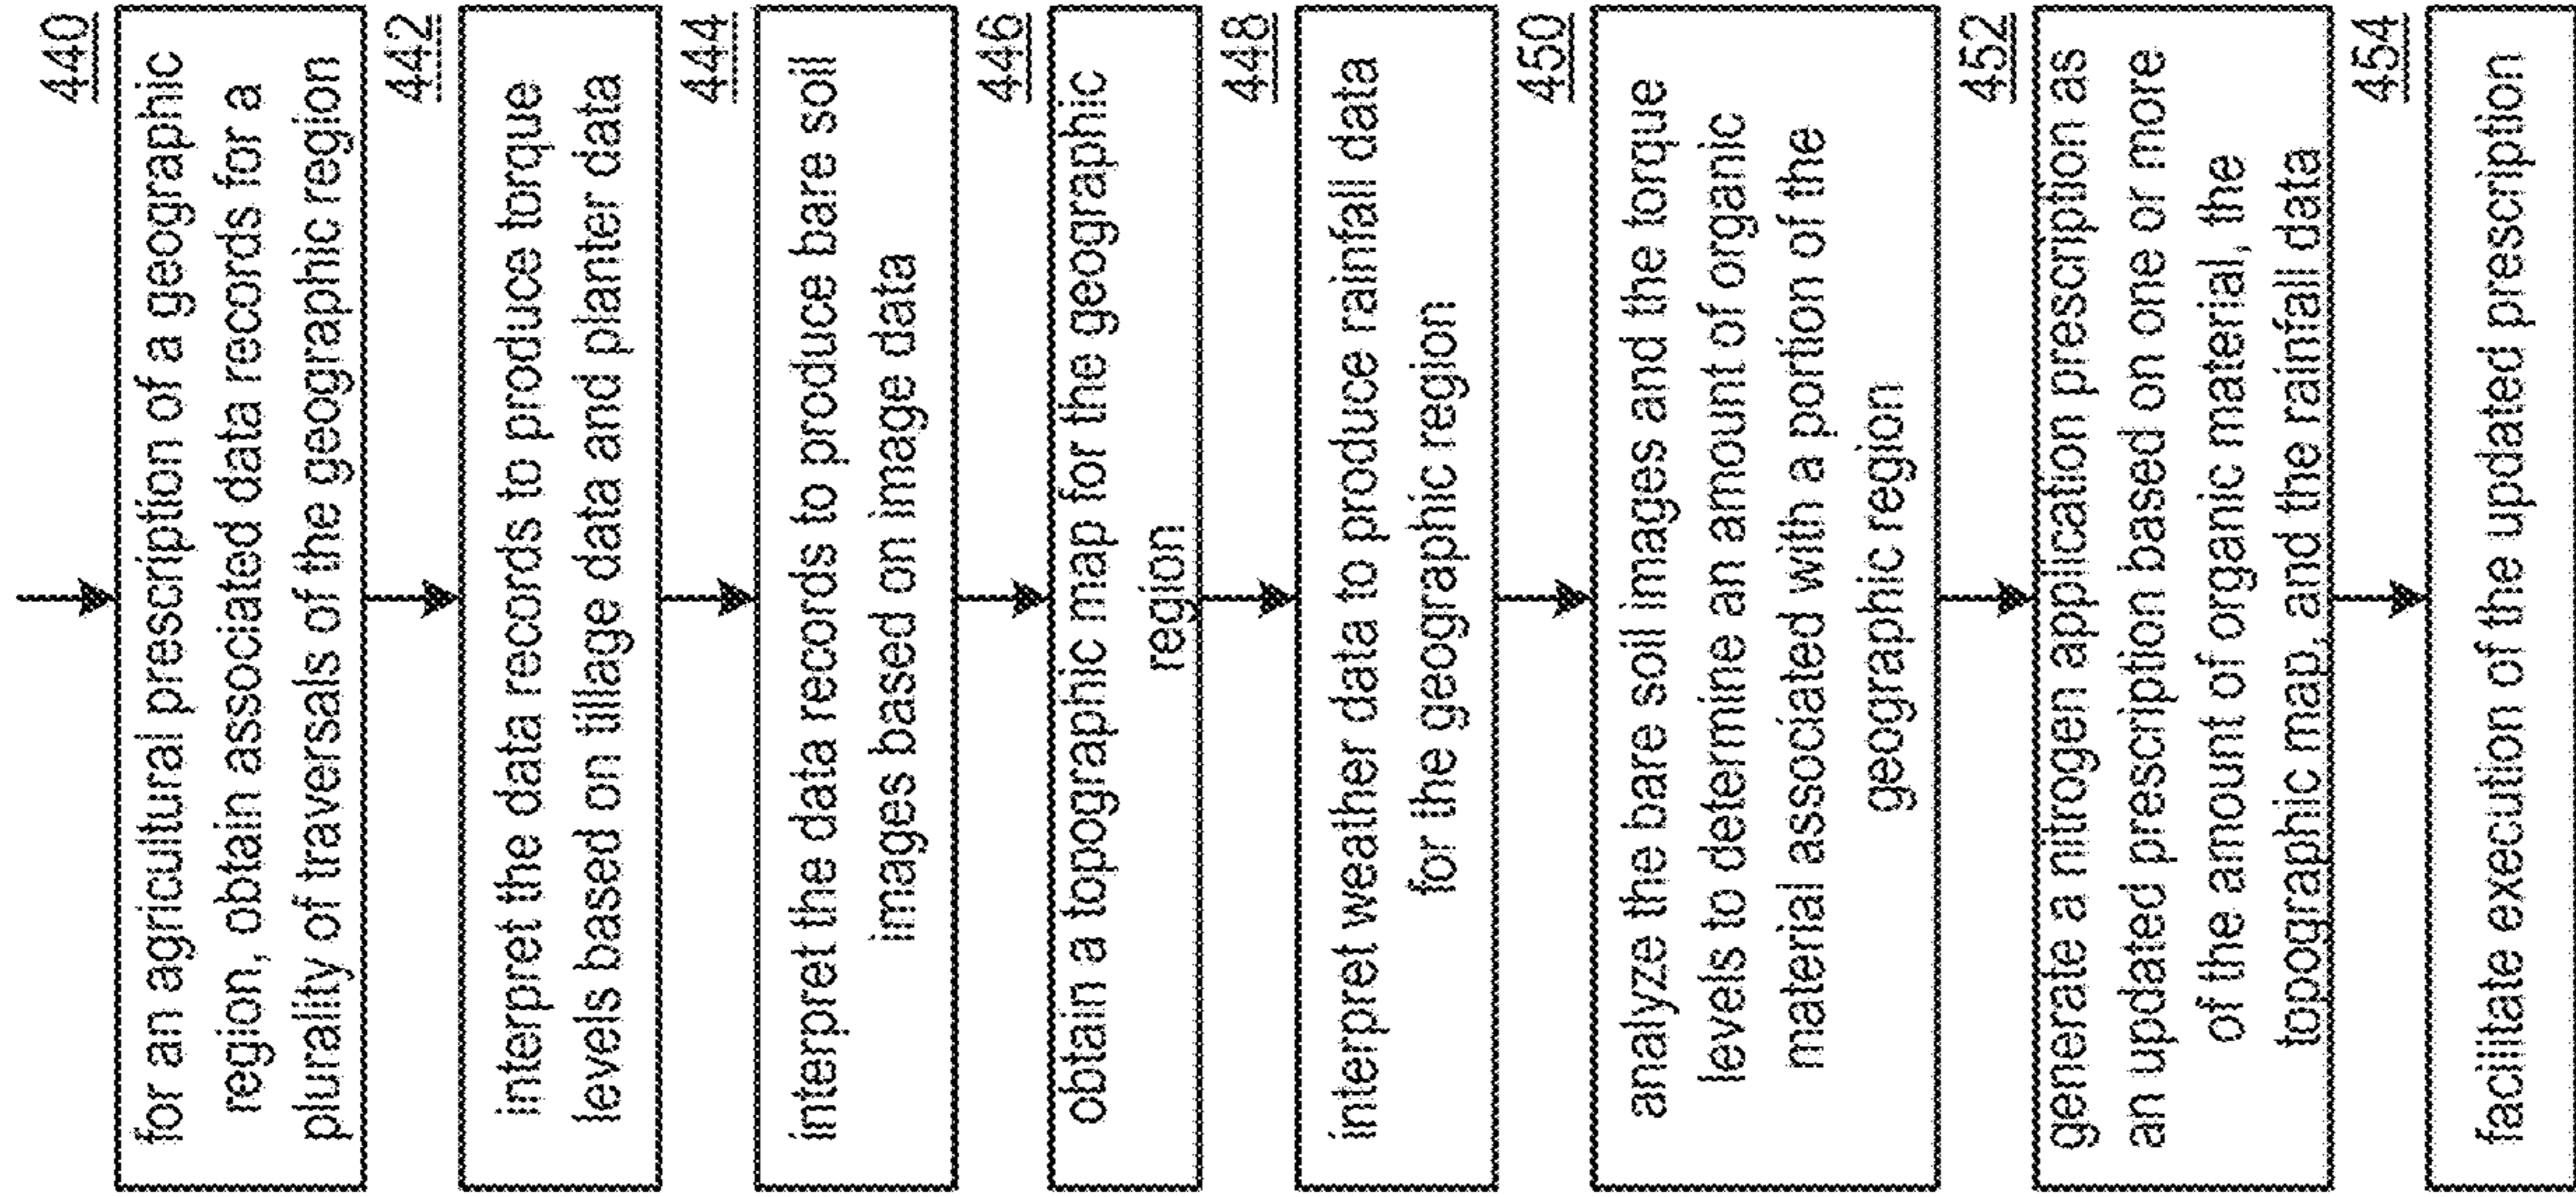 440
for an agricultural prescription of a geographic
region, obtain associated data records for a
plurality of traversals of the geographic region
442
interpret the data records to produce torque
levels based on tillage data and planter data
444
interpret the data records to produce bare soil
images based on image data
446
obtain a topographic map for the geographic
region
448
interpret weather data to produce rainfall data
for the geographic region
450
analyze the bare soil images and the torque
levels to determine an amount of organic
material associated with a portion of the
geographic region
452
generate a nitrogen application prescription as
an updated prescription based on one or more
of the amount of organic material, the
topographic map, and the rainfall data
454
facilitate execution of the updated prescription